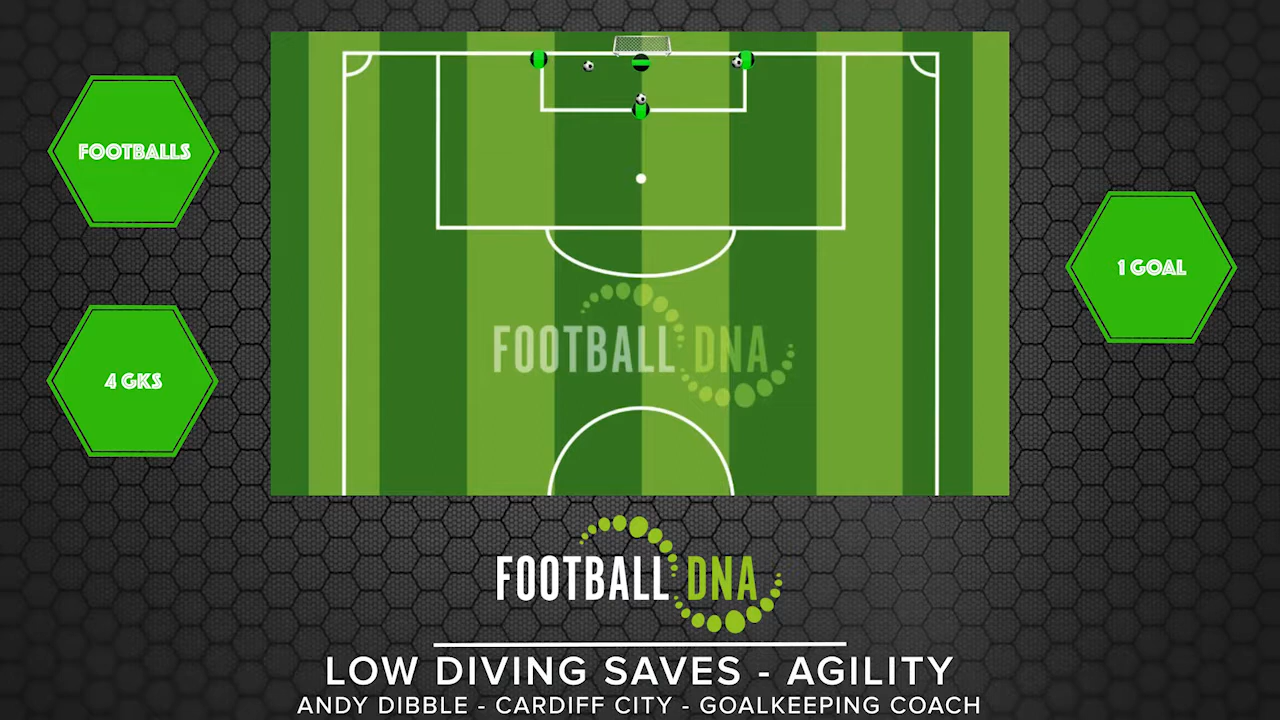 FOOTBALLS
4 GKS
1 GOAL
FOOTBALL DNA
FOOTBALL DNA
LOW DIVING SAVES - AGILITY
ANDY DIBBLE - CARDIFF CITY - GOALKEEPING COACH